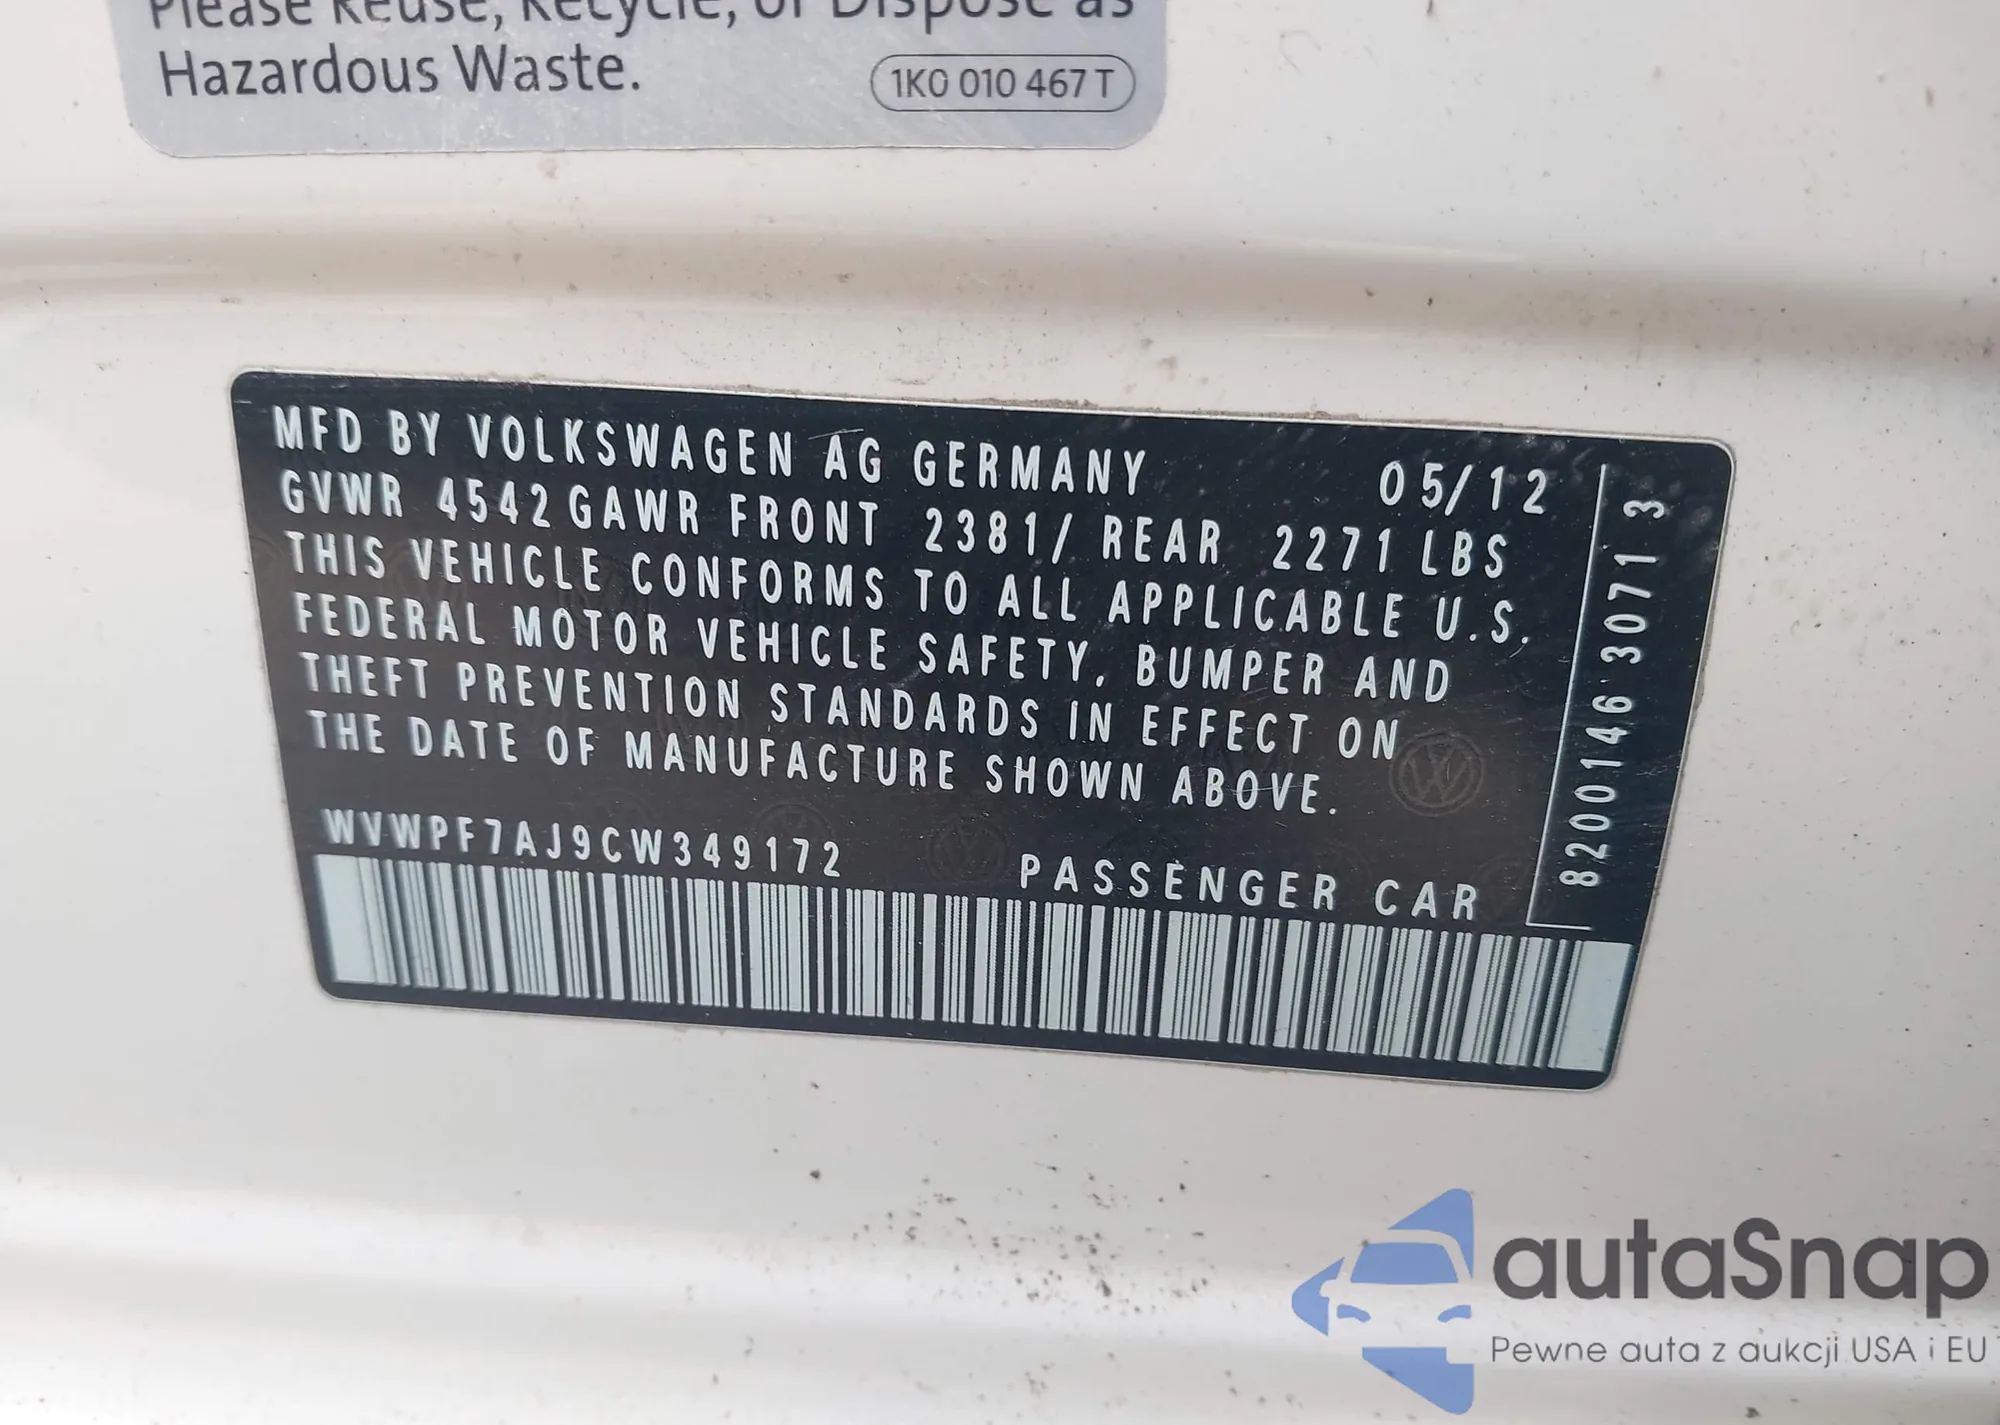 Please Reuse, Recycle, or Dispose as
Hazardous Waste.
1K0 010 467 T
MFD BY VOLKSWAGEN AG GERMANY 05/12
GVWR 4542 GAWR FRONT 2381/ REAR 2271 LBS
THIS VEHICLE CONFORMS TO ALL APPLICABLE U.S.
FEDERAL MOTOR VEHICLE SAFETY, BUMPER AND
THEFT PREVENTION STANDARDS IN EFFECT ON
THE DATE OF MANUFACTURE SHOWN ABOVE.
WVWPF7AJ9CW349172 PASSENGER CAR
8200146 3071 3
autaSnap
Pewne auta z aukcji USA i EU